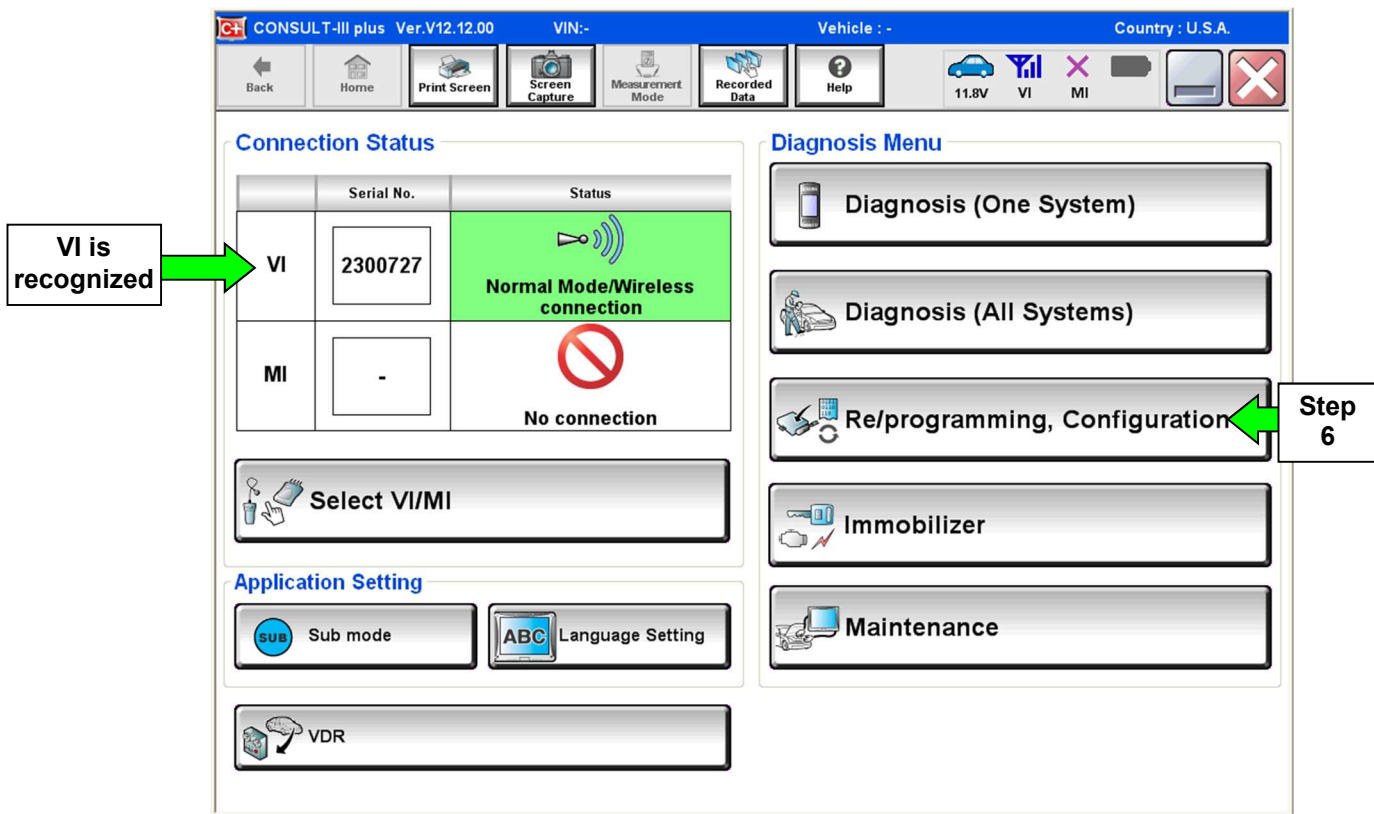 C+ CONSULT-III plus Ver.V12.12.00 VIN:- Vehicle : - Country : U.S.A.
Back
Home
Print Screen
Screen
Capture
Measurement
Mode
Recorded
Data
Help
11.8V
VI
MI
Connection Status
Serial No.
Status
VI
2300727
Normal Mode/Wireless
connection
MI
-
No connection
Select VI/MI
Application Setting
SUB
Sub mode
ABC
Language Setting
VDR
Diagnosis Menu
Diagnosis (One System)
Diagnosis (All Systems)
Re/programming, Configuration
Immobilizer
Maintenance
VI is
recognized
Step
6